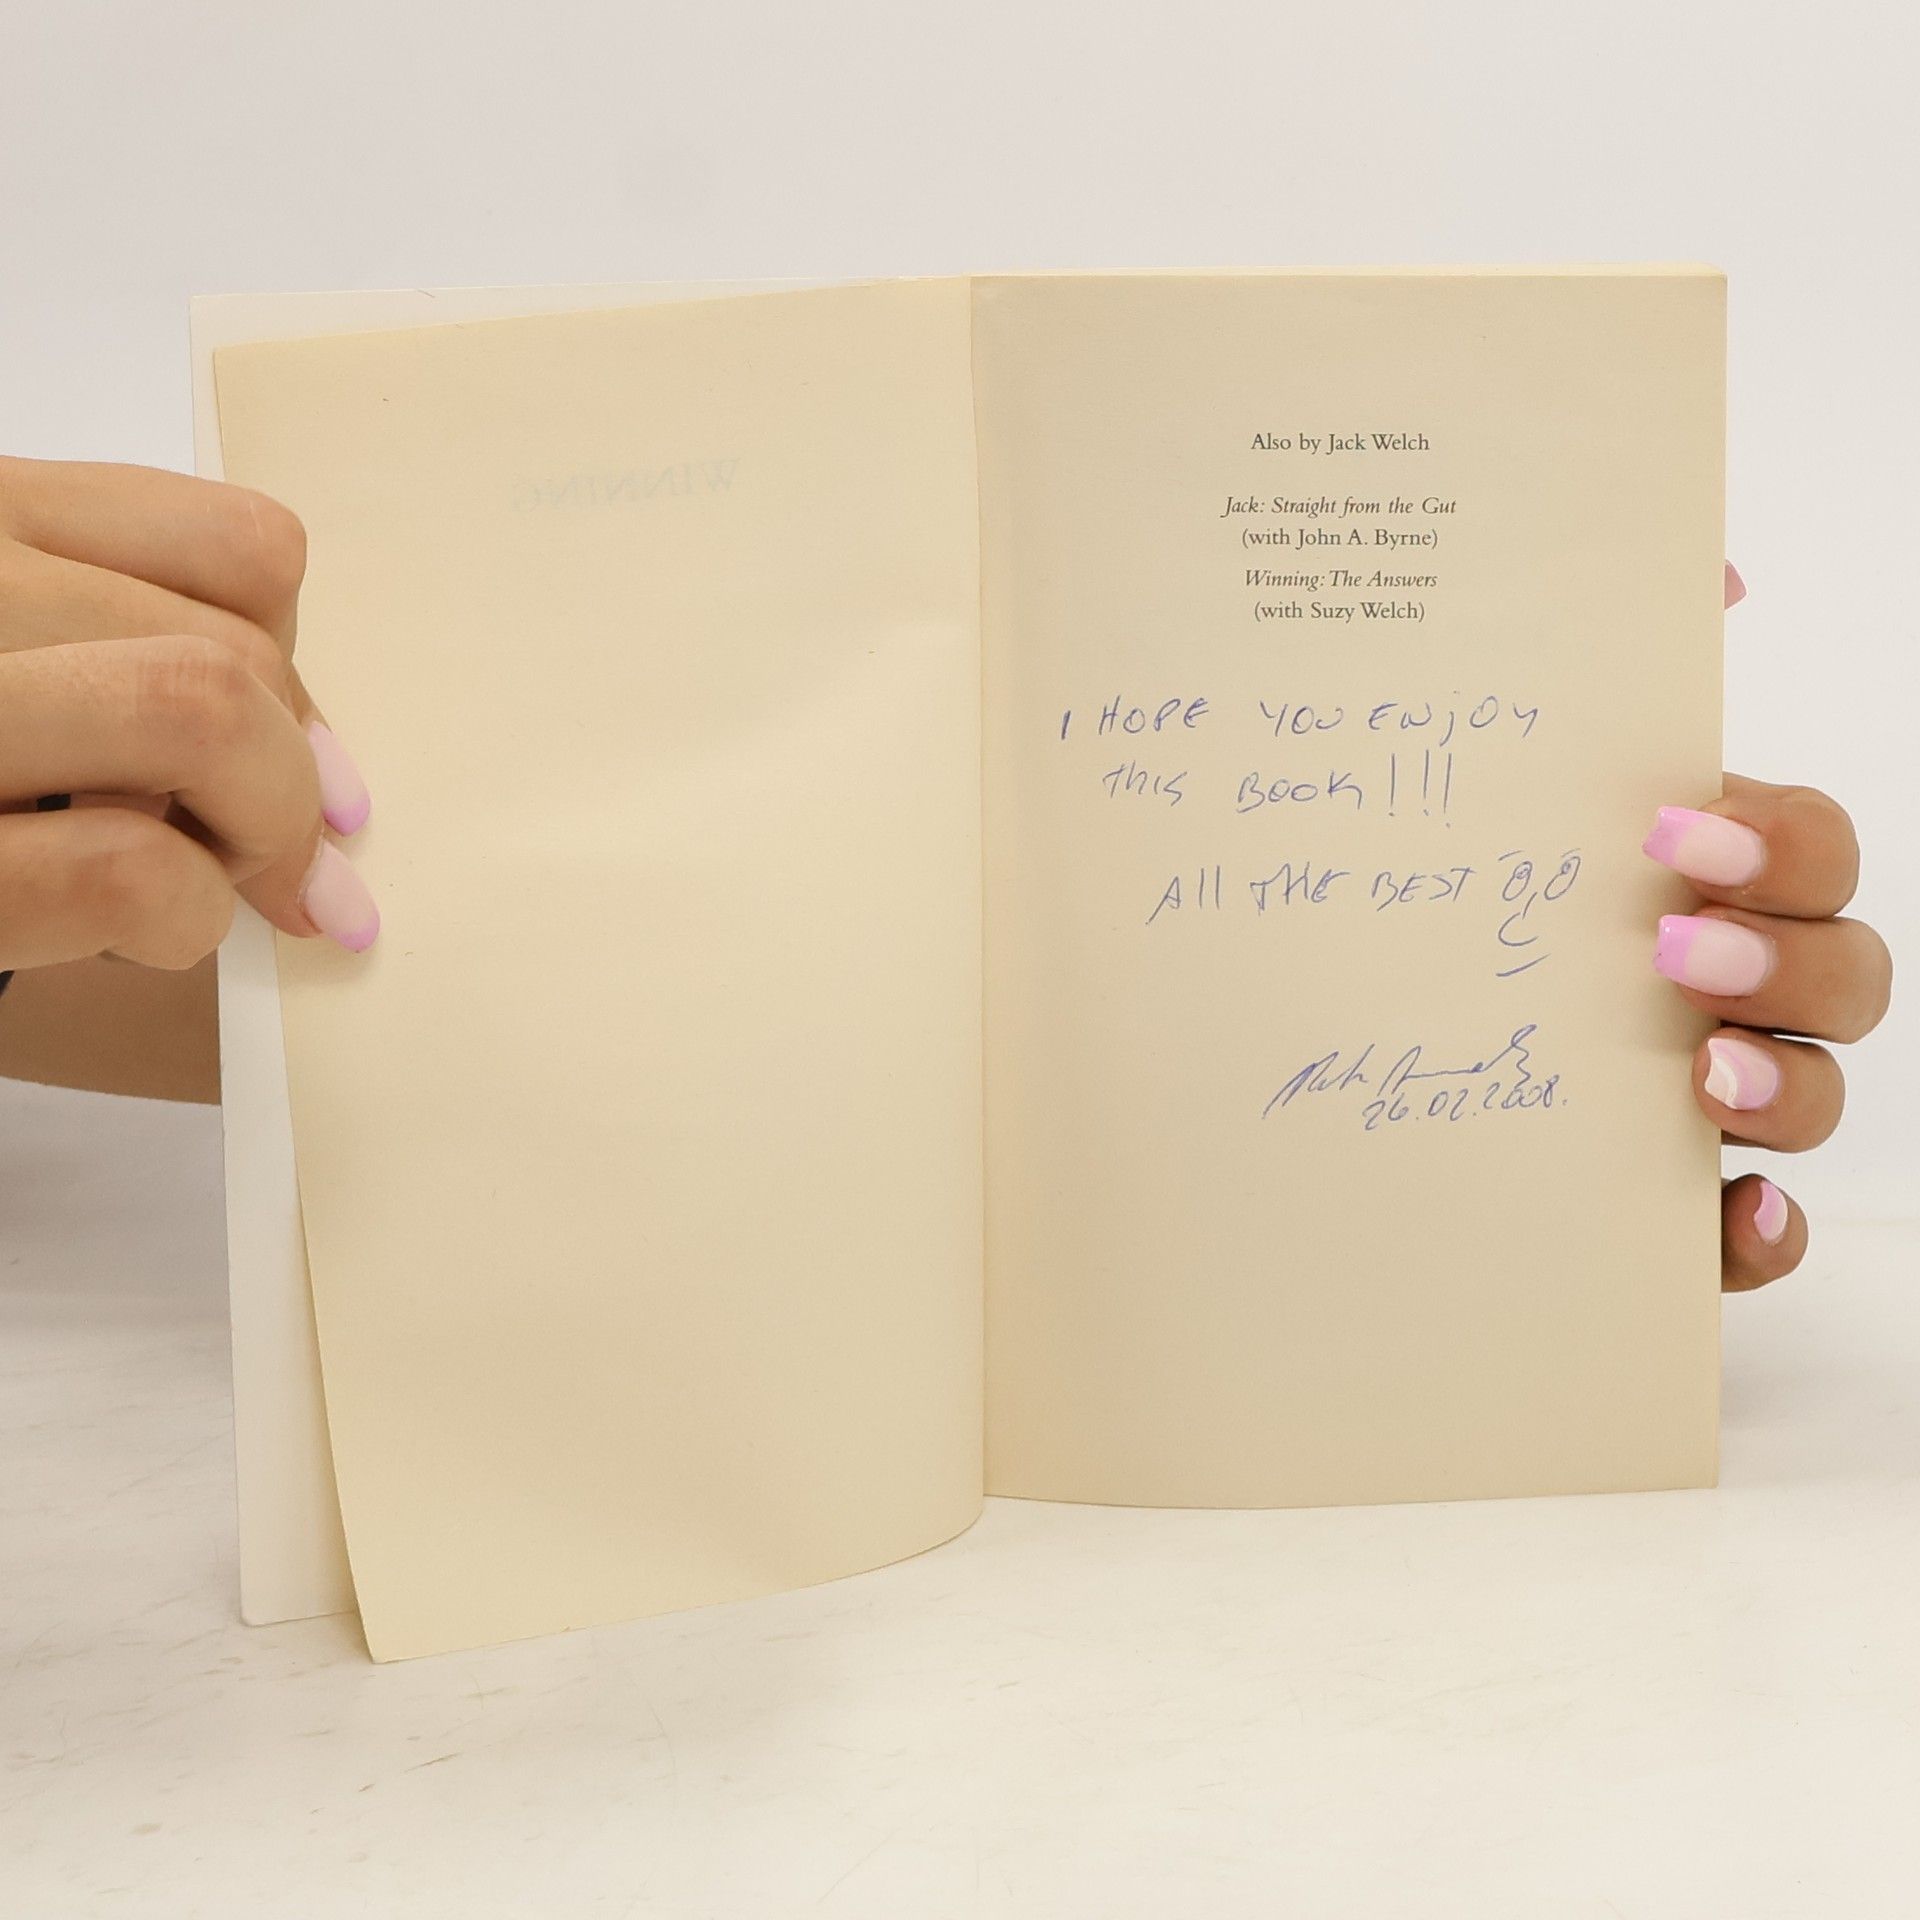 WINNING
Also by Jack Welch
Jack: Straight from the Gut
(with John A. Byrne)
Winning: The Answers
(with Suzy Welch)
I HOPE YOU ENJOY
THIS BOOK!!!
All THE BEST
26.02.2008.